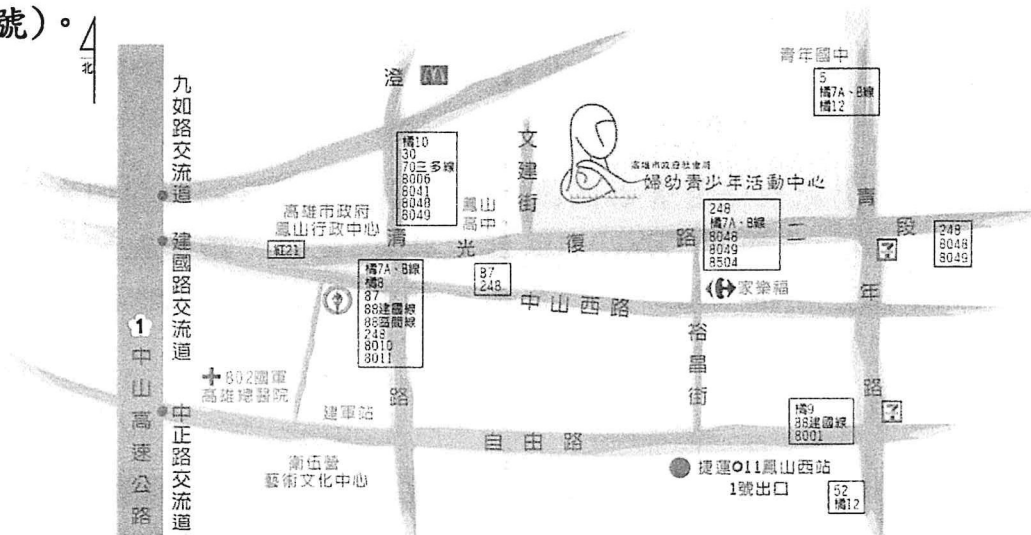 號)。
北
九如路交流道
建國路交流道
中正路交流道
1
中山高速公路
澄清路
橘10
30
70三多線
8006
8041
8048
8049
鳳山
高中
文建街
高雄市政府社會局
婦幼青少年活動中心
青年國中
5
橘7A、B線
橘12
高雄市政府
鳳山行政中心
紅21
光復路二段
248
橘7A、B線
8048
8049
8504
248
8048
8049
橘7A、B線
橘8
87
88建國線
88區間線
248
8010
8011
87
248
中山西路
家樂福
裕昌街
青年路
802國軍
高雄總醫院
建軍站
自由路
橘9
88建國線
8001
衛伍營
藝術文化中心
捷運O11鳳山西站
1號出口
52
橘12